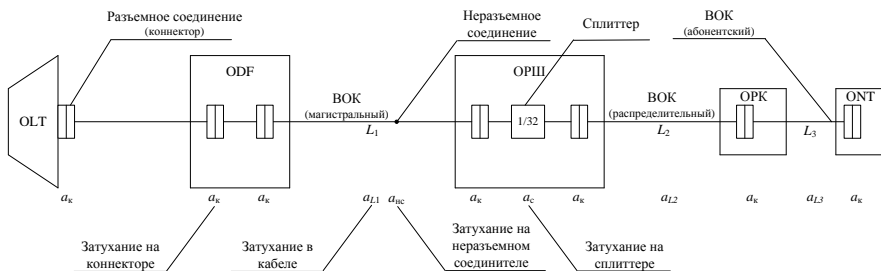 Разъемное соединение
(коннектор)
Неразъемное
соединение
Сплиттер
ВОК
(абонентский)
ODF
ОРШ
OLT
ВОК
(магистральный)
L1
1/32
ВОК
(распределительный)
L2
ОРК
L3
ONT
aк
aк
aк
aL1
aнс
aк
aс
aк
aL2
aк
aL3
aк
Затухание на
коннекторе
Затухание в
кабеле
Затухание на
неразъемном
соединителе
Затухание на
сплиттере